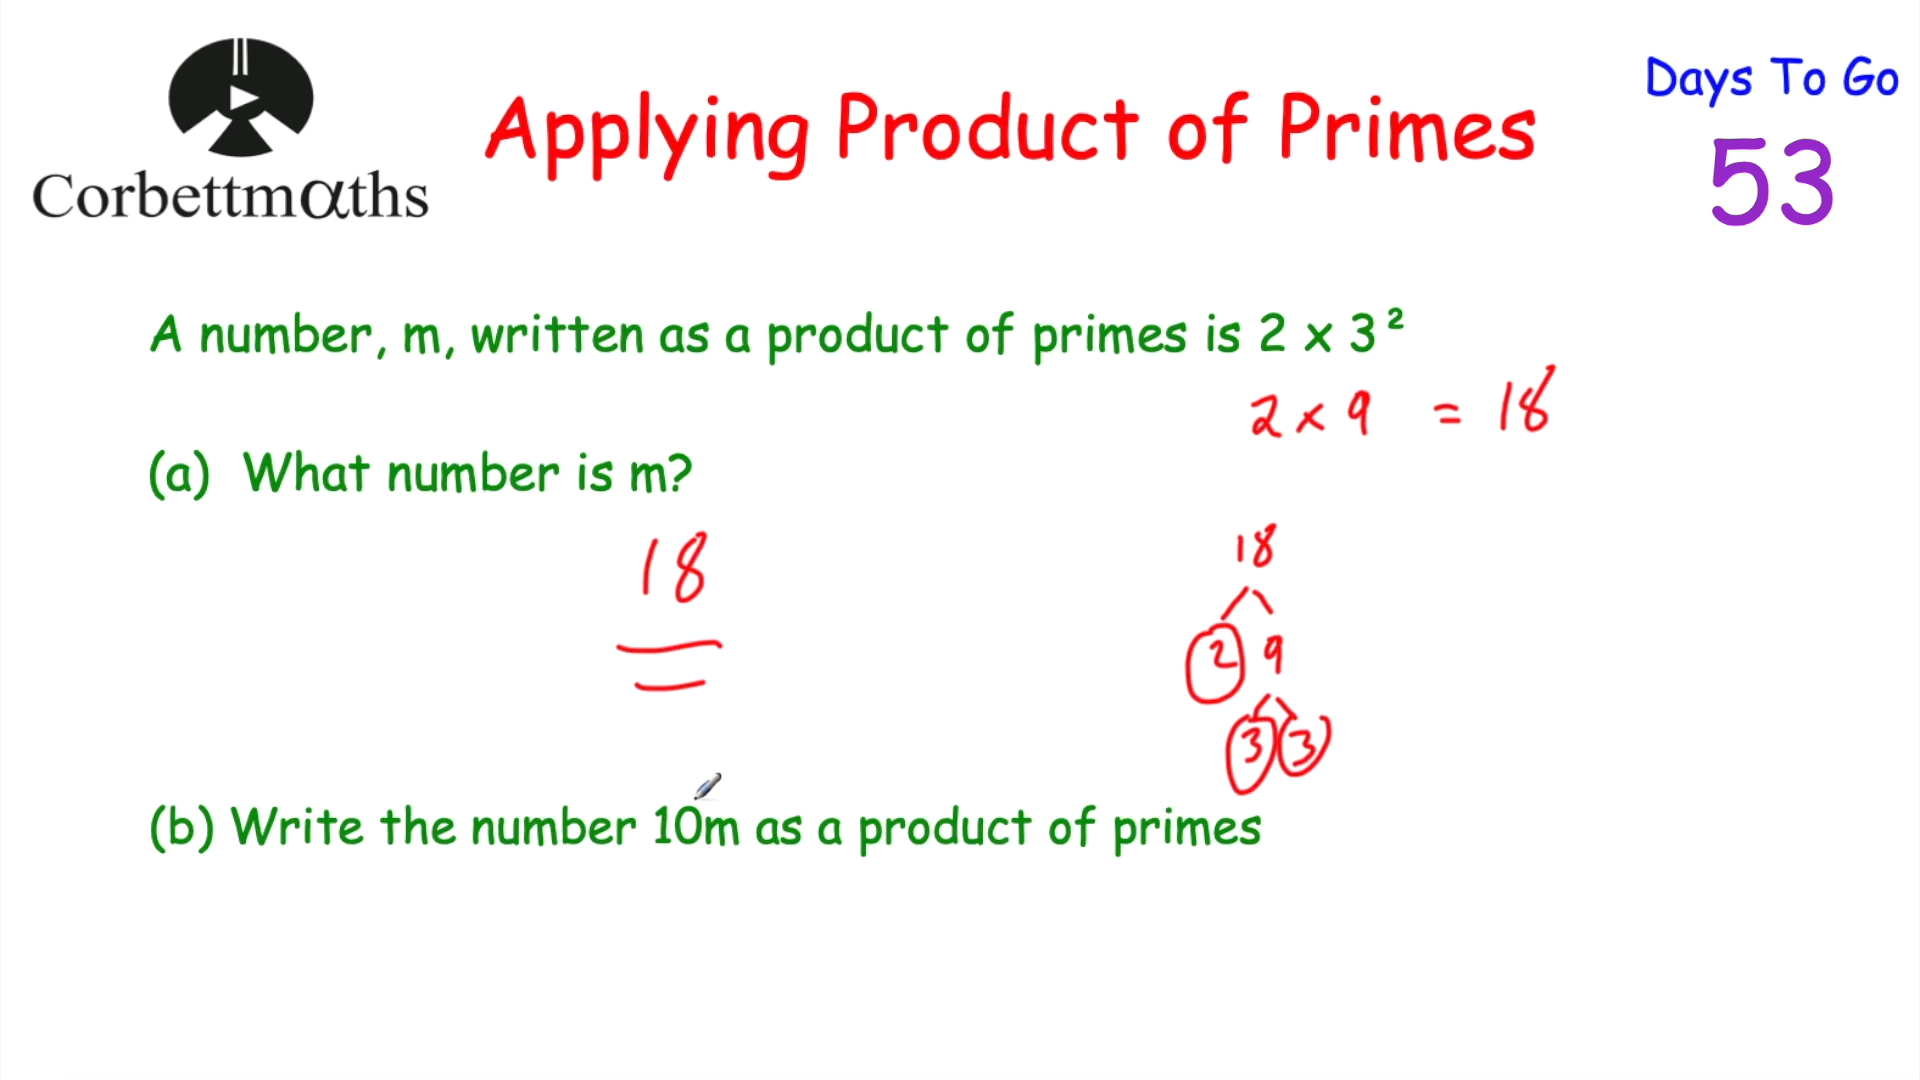 Corbettmαths
Applying Product of Primes
Days To Go
53
A number, m, written as a product of primes is 2 x 3²
2 × 9 = 18
(a) What number is m?
18
18
2 9
3 3
(b) Write the number 10m as a product of primes